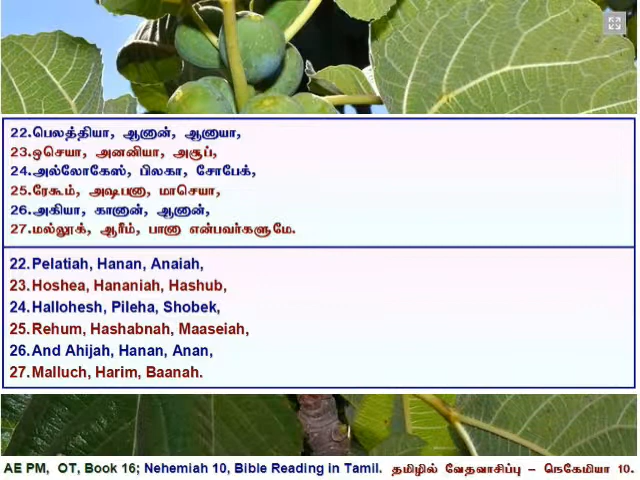 22.பெலத்தியா, ஆனான், ஆனாயா,
23.ஓசெயா, அனனியா, அசூப்,
24.அல்லோகேஸ், பிலகா, சோபேக்,
25.ரேகூம், அஷபனா, மாசெயா,
26.அகியா, கானான், ஆனான்,
27.மல்லூக், ஆரீம், பானா என்பவர்களுமே.
22.Pelatiah, Hanan, Anaiah,
23.Hoshea, Hananiah, Hashub,
24.Hallohesh, Pileha, Shobek,
25.Rehum, Hashabnah, Maaseiah,
26.And Ahijah, Hanan, Anan,
27.Malluch, Harim, Baanah.
AE PM, OT, Book 16; Nehemiah 10, Bible Reading in Tamil. தமிழில் வேதவாசிப்பு – நெகேமியா 10.